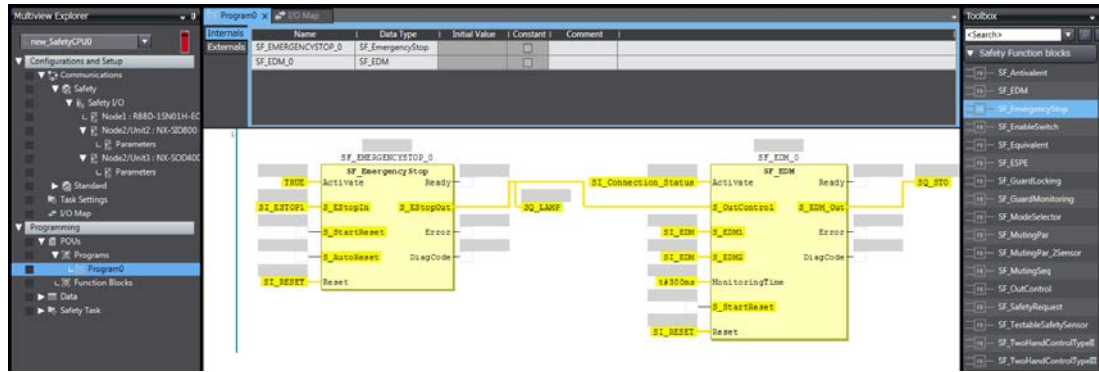 Multiview Explorer
new_SafetyCPU0
Configurations and Setup
Communications
Safety
Safety I/O
Node1 : R88D-1SN01H-EC
Node2/Unit2 : NX-SID800
Parameters
Node2/Unit3 : NX-SOD400
Parameters
Standard
Task Settings
I/O Map
Programming
POUs
Programs
Program0
Function Blocks
Data
Safety Task
Program0 x I/O Map
Internals Name Data Type Initial Value Constant Comment
Externals SF_EMERGENCYSTOP_0 SF_EmergencyStop
SF_EDM_0 SF_EDM
1
SF_EMERGENCYSTOP_0
SF_EmergencyStop
TRUE Activate Ready
SI_ESTOP1 S_EStopIn S_EStopOut
S_StartReset Error
S_AutoReset DiagCode
SI_RESET Reset
SQ_LAMP
SF_EDM_0
SF_EDM
SI_Connection_Status Activate Ready SQ_STO
S_OutControl S_EDM_Out
SI_EDM S_EDM1 Error
SI_EDM S_EDM2 DiagCode
t#300ms MonitoringTime
S_StartReset
SI_RESET Reset
Toolbox
<Search>
Safety Function blocks
SF_Antivalent
SF_EDM
SF_EmergencyStop
SF_EnableSwitch
SF_Equivalent
SF_ESPE
SF_GuardLocking
SF_GuardMonitoring
SF_ModeSelector
SF_MutingPar
SF_MutingPar_2Sensor
SF_MutingSeq
SF_OutControl
SF_SafetyRequest
SF_TestableSafetySensor
SF_TwoHandControlTypeII
SF_TwoHandControlTypeIII